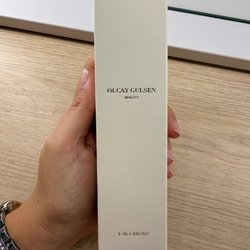 OLCAY GULSEN
BEAUTY
3 IN 1 BRUSH